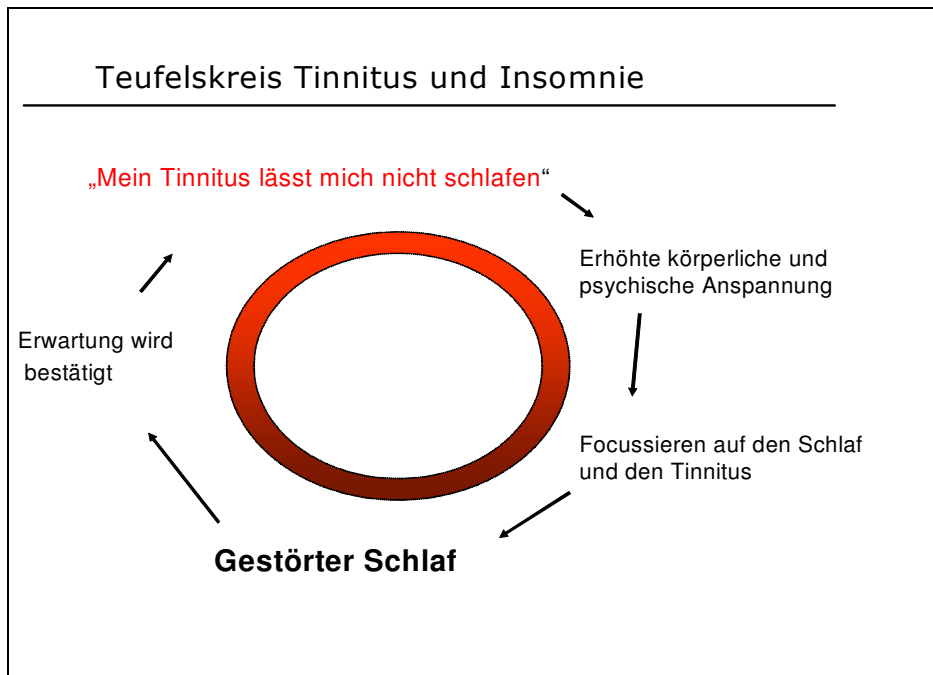 Teufelskreis Tinnitus und Insomnie
„Mein Tinnitus lässt mich nicht schlafen“
Erhöhte körperliche und
psychische Anspannung
Focussieren auf den Schlaf
und den Tinnitus
Gestörter Schlaf
Erwartung wird
bestätigt